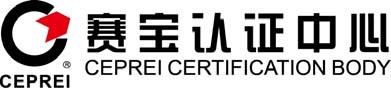 赛宝认证中心
CEPREI CERTIFICATION BODY
®
CEPREI